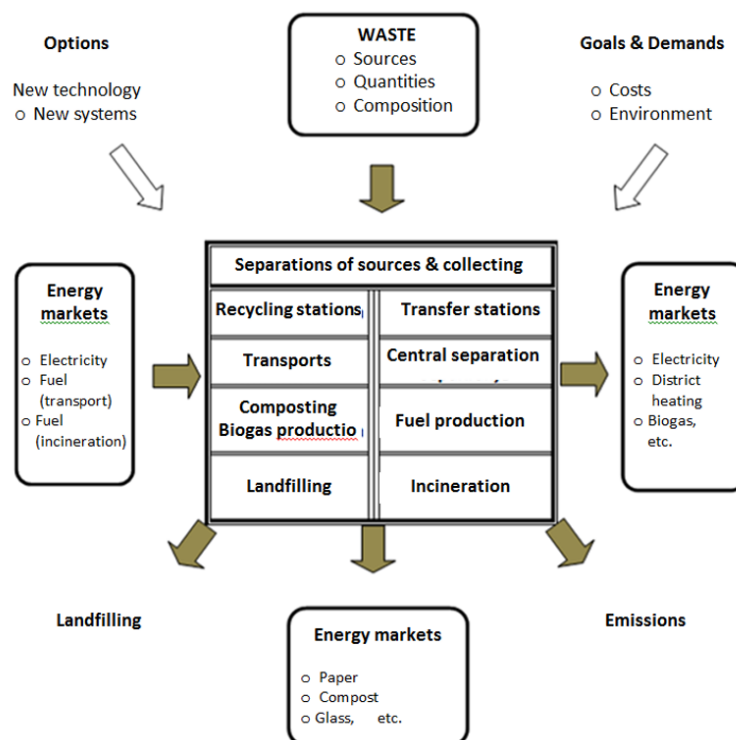 Options
New technology
o New systems
WASTE
o Sources
o Quantities
o Composition
Goals & Demands
o Costs
o Environment
Energy
markets
o Electricity
o Fuel
(transport)
o Fuel
(incineration)
Separations of sources & collecting
Recycling stations
Transfer stations
Transports
Central separation
Composting
Biogas productio
Fuel production
Landfilling
Incineration
Energy
markets
o Electricity
o District
heating
o Biogas,
etc.
Landfilling
Energy markets
o Paper
o Compost
o Glass, etc.
Emissions